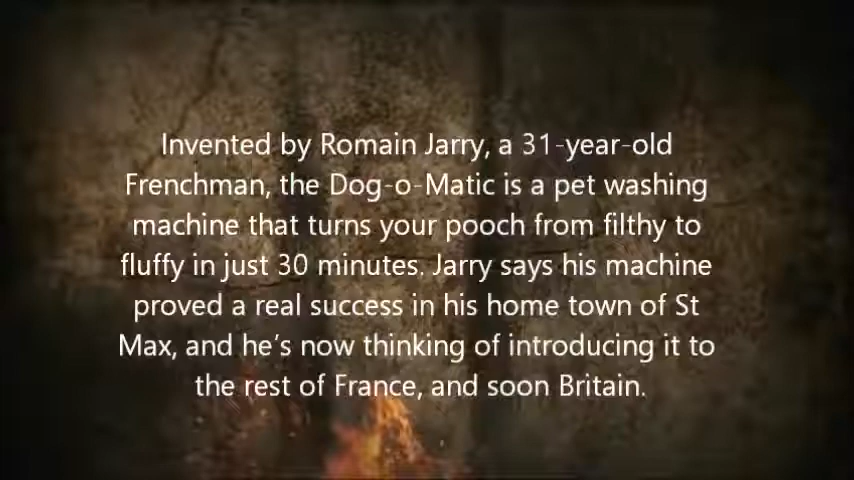 Invented by Romain Jarry, a 31-year-old
Frenchman, the Dog-o-Matic is a pet washing
machine that turns your pooch from filthy to
fluffy in just 30 minutes. Jarry says his machine
proved a real success in his home town of St
Max, and he's now thinking of introducing it to
the rest of France, and soon Britain.